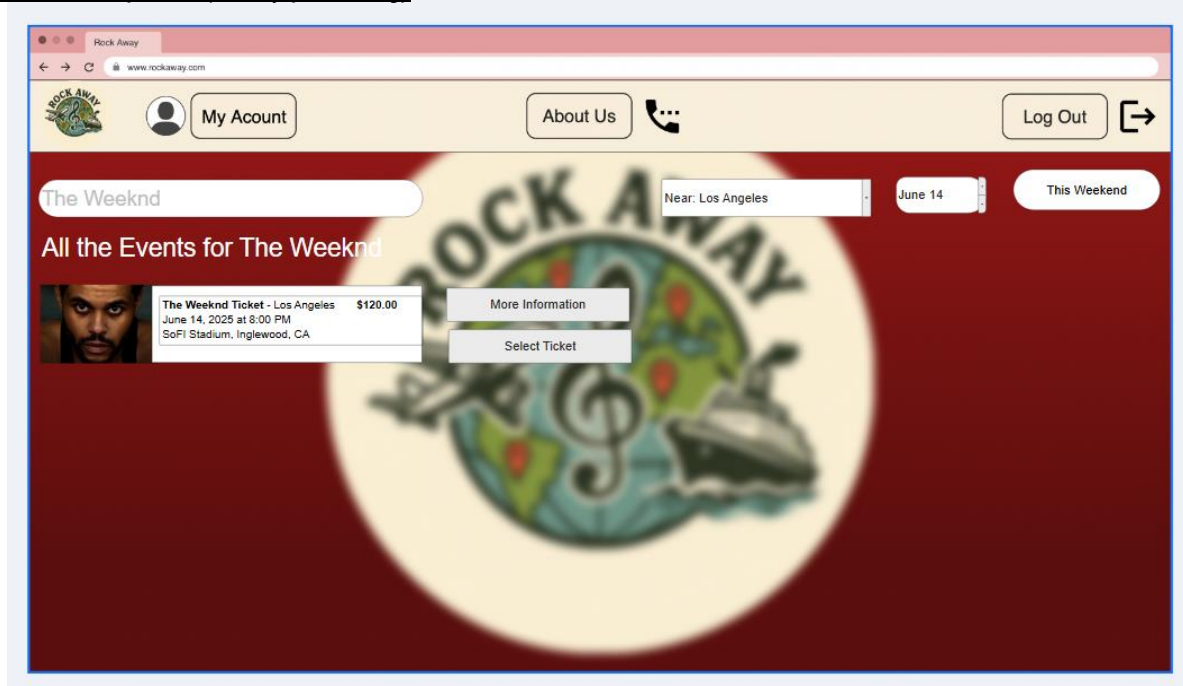 Rock Away
www.rockaway.com
ROCK AWAY
My Acount
About Us
Log Out
The Weeknd
Near: Los Angeles
June 14
This Weekend
All the Events for The Weeknd
ROCK AWAY
The Weeknd Ticket - Los Angeles $120.00
June 14, 2025 at 8:00 PM
SoFI Stadium, Inglewood, CA
More Information
Select Ticket